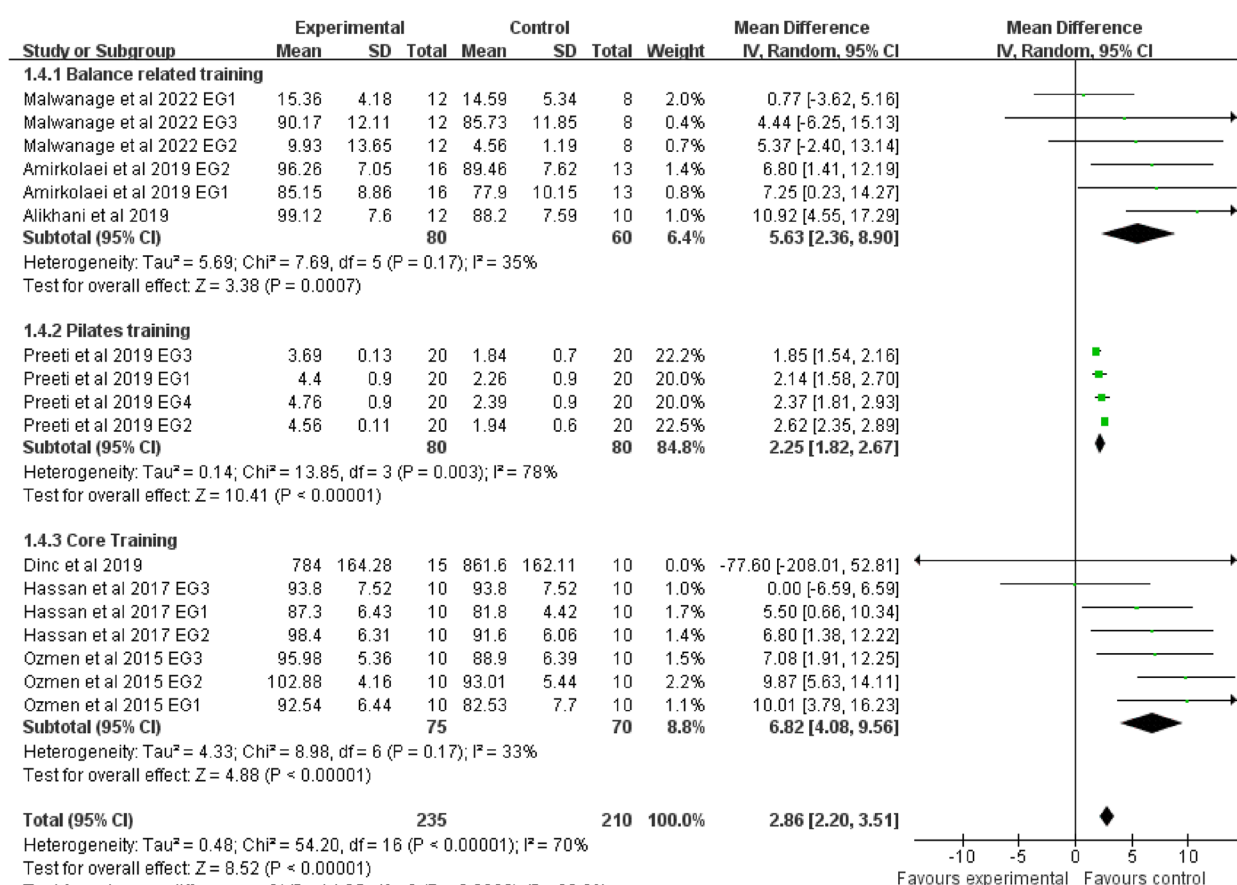 Experimental Control Mean Difference Mean Difference
Study or Subgroup Mean SD Total Mean SD Total Weight IV, Random, 95% CI IV, Random, 95% CI
1.4.1 Balance related training
Malwanage et al 2022 EG1 15.36 4.18 12 14.59 5.34 8 2.0% 0.77 [-3.62, 5.16]
Malwanage et al 2022 EG3 90.17 12.11 12 85.73 11.85 8 0.4% 4.44 [-6.25, 15.13]
Malwanage et al 2022 EG2 9.93 13.65 12 4.56 1.19 8 0.7% 5.37 [-2.40, 13.14]
Amirkolaei et al 2019 EG2 96.26 7.05 16 89.46 7.62 13 1.4% 6.80 [1.41, 12.19]
Amirkolaei et al 2019 EG1 85.15 8.86 16 77.9 10.15 13 0.8% 7.25 [0.23, 14.27]
Alikhani et al 2019 99.12 7.6 12 88.2 7.59 10 1.0% 10.92 [4.55, 17.29]
Subtotal (95% CI) 80 60 6.4% 5.63 [2.36, 8.90]
Heterogeneity: Tau² = 5.69; Chi² = 7.69, df = 5 (P = 0.17); I² = 35%
Test for overall effect: Z = 3.38 (P = 0.0007)
1.4.2 Pilates training
Preeti et al 2019 EG3 3.69 0.13 20 1.84 0.7 20 22.2% 1.85 [1.54, 2.16]
Preeti et al 2019 EG1 4.4 0.9 20 2.26 0.9 20 20.0% 2.14 [1.58, 2.70]
Preeti et al 2019 EG4 4.76 0.9 20 2.39 0.9 20 20.0% 2.37 [1.81, 2.93]
Preeti et al 2019 EG2 4.56 0.11 20 1.94 0.6 20 22.5% 2.62 [2.35, 2.89]
Subtotal (95% CI) 80 80 84.8% 2.25 [1.82, 2.67]
Heterogeneity: Tau² = 0.14; Chi² = 13.85, df = 3 (P = 0.003); I² = 78%
Test for overall effect: Z = 10.41 (P < 0.00001)
1.4.3 Core Training
Dinc et al 2019 784 164.28 15 861.6 162.11 10 0.0% -77.60 [-208.01, 52.81]
Hassan et al 2017 EG3 93.8 7.52 10 93.8 7.52 10 1.0% 0.00 [-6.59, 6.59]
Hassan et al 2017 EG1 87.3 6.43 10 81.8 4.42 10 1.7% 5.50 [0.66, 10.34]
Hassan et al 2017 EG2 98.4 6.31 10 91.6 6.06 10 1.4% 6.80 [1.38, 12.22]
Ozmen et al 2015 EG3 95.98 5.36 10 88.9 6.39 10 1.5% 7.08 [1.91, 12.25]
Ozmen et al 2015 EG2 102.88 4.16 10 93.01 5.44 10 2.2% 9.87 [5.63, 14.11]
Ozmen et al 2015 EG1 92.54 6.44 10 82.53 7.7 10 1.1% 10.01 [3.79, 16.23]
Subtotal (95% CI) 75 70 8.8% 6.82 [4.08, 9.56]
Heterogeneity: Tau² = 4.33; Chi² = 8.98, df = 6 (P = 0.17); I² = 33%
Test for overall effect: Z = 4.88 (P < 0.00001)
Total (95% CI) 235 210 100.0% 2.86 [2.20, 3.51]
Heterogeneity: Tau² = 0.48; Chi² = 54.20, df = 16 (P < 0.00001); I² = 70%
Test for overall effect: Z = 8.52 (P < 0.00001)
-10 -5 0 5 10
Favours experimental Favours control